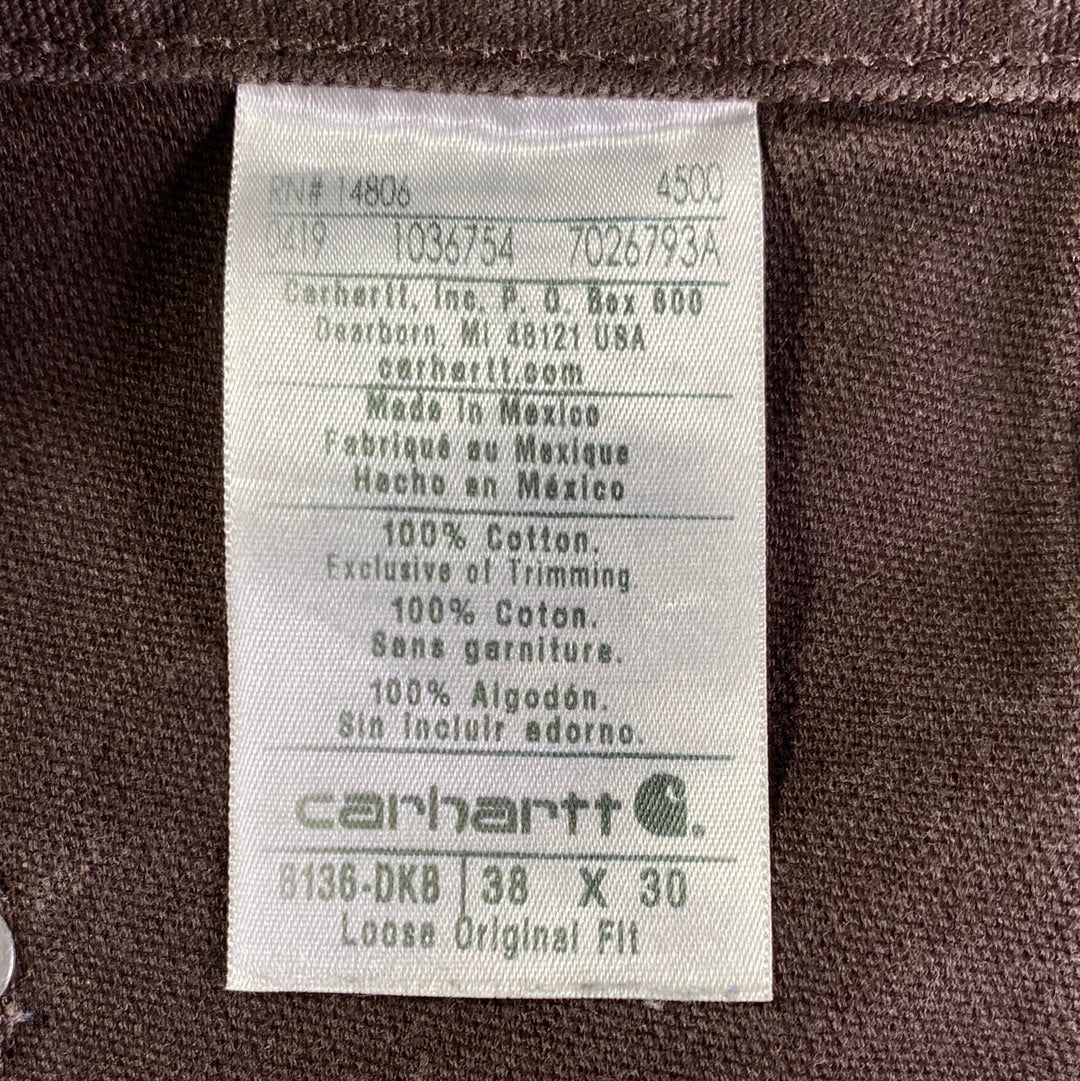 RN# 14806 4500
0419 1036754 7026793A
Carhartt, Inc. P. O. Box 600
Dearborn, MI 48121 USA
carhartt.com
Made in Mexico
Fabriqué au Mexique
Hecho en México
100% Cotton.
Exclusive of Trimming.
100% Coton.
Sans garniture.
100% Algodón.
Sin incluir adorno.
carhartt
B136-DKB 38 X 30
Loose Original Fit